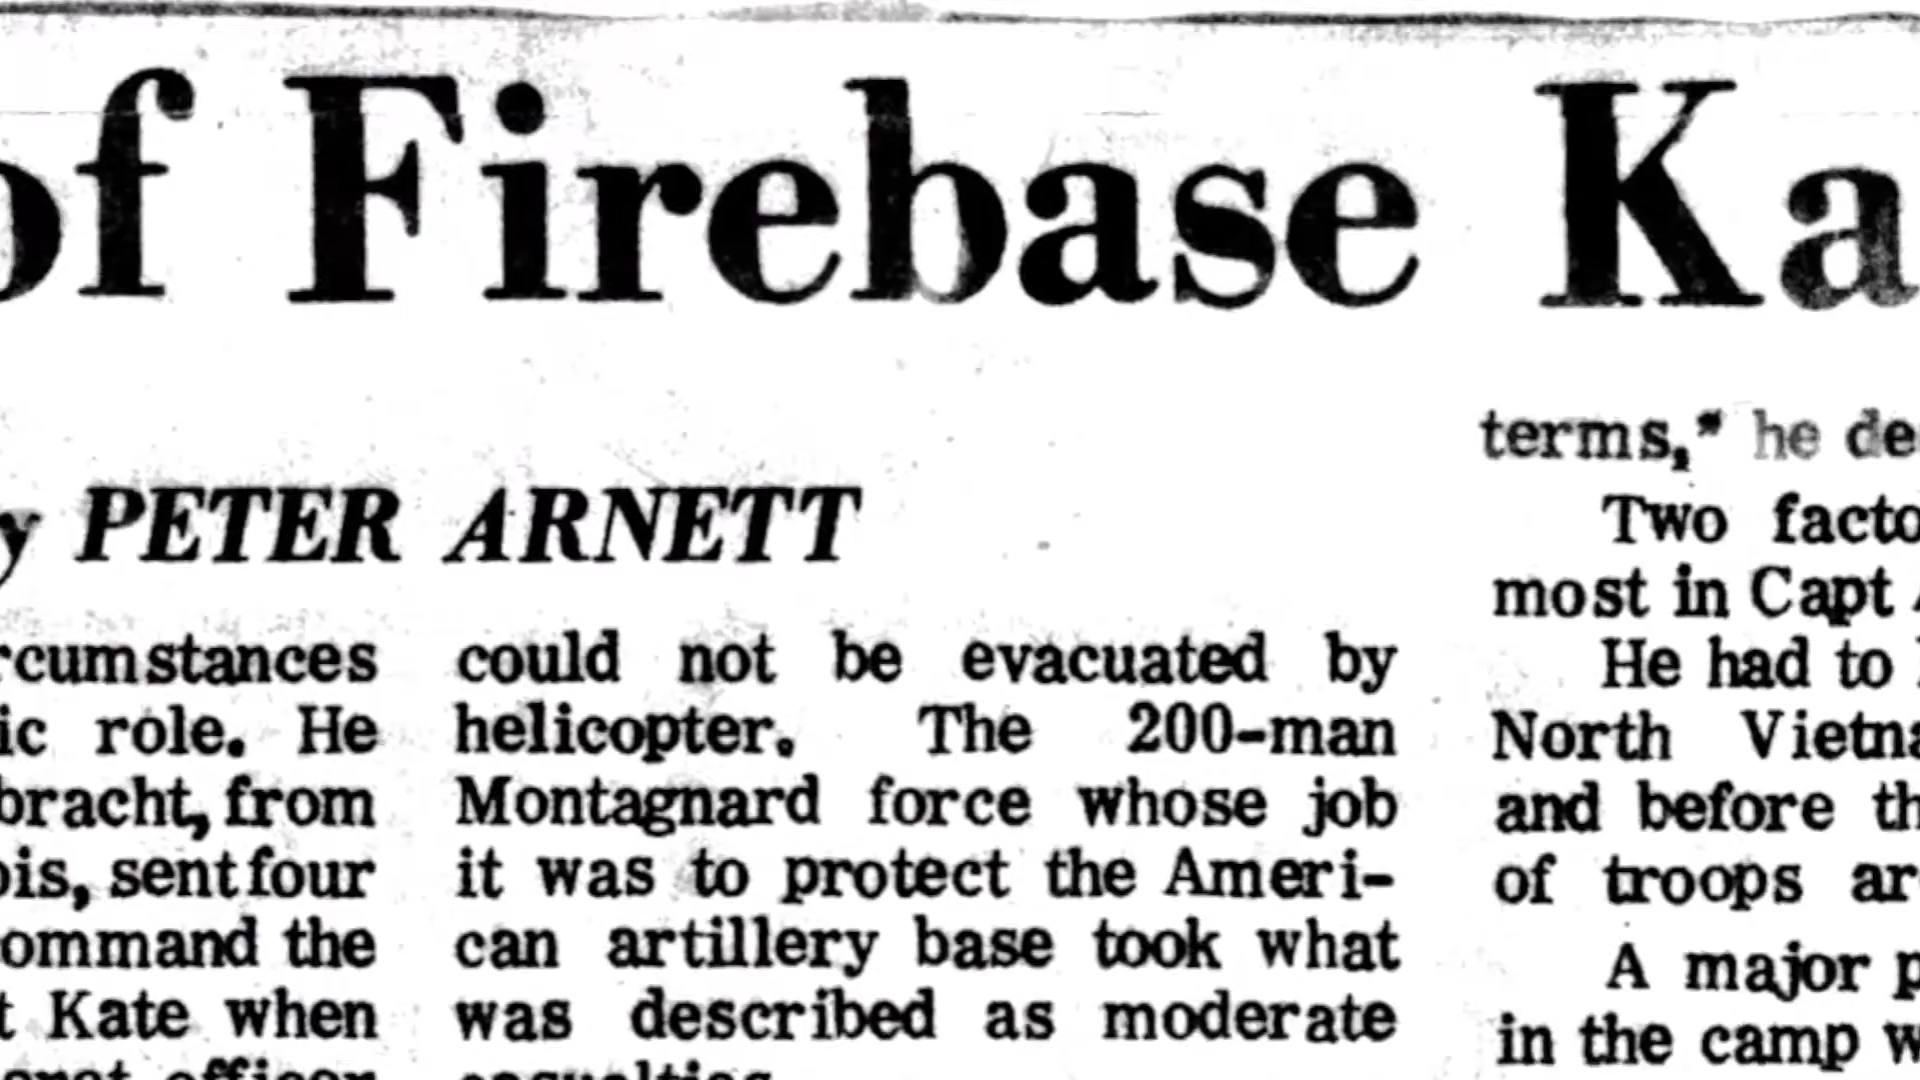 of Firebase Ka
y PETER ARNETT
rcumstances
ic role. He
bracht, from
ois, sent four
ommand the
t Kate when
officer
could not be evacuated by
helicopter. The 200-man
Montagnard force whose job
it was to protect the Ameri-
can artillery base took what
was described as moderate
casualties
terms," he de
Two facto
most in Capt
He had to
North Vietna
and before th
of troops ar
A major p
in the camp w